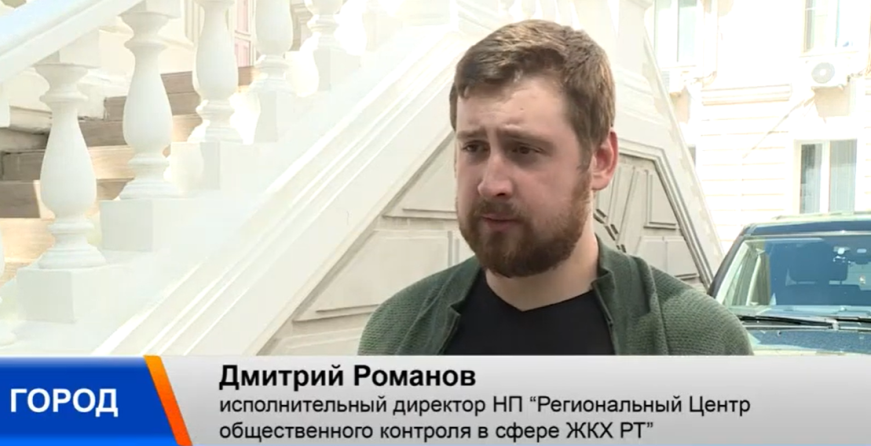 ГОРОД
Дмитрий Романов
исполнительный директор НП “Региональный Центр
общественного контроля в сфере ЖКХ РТ”